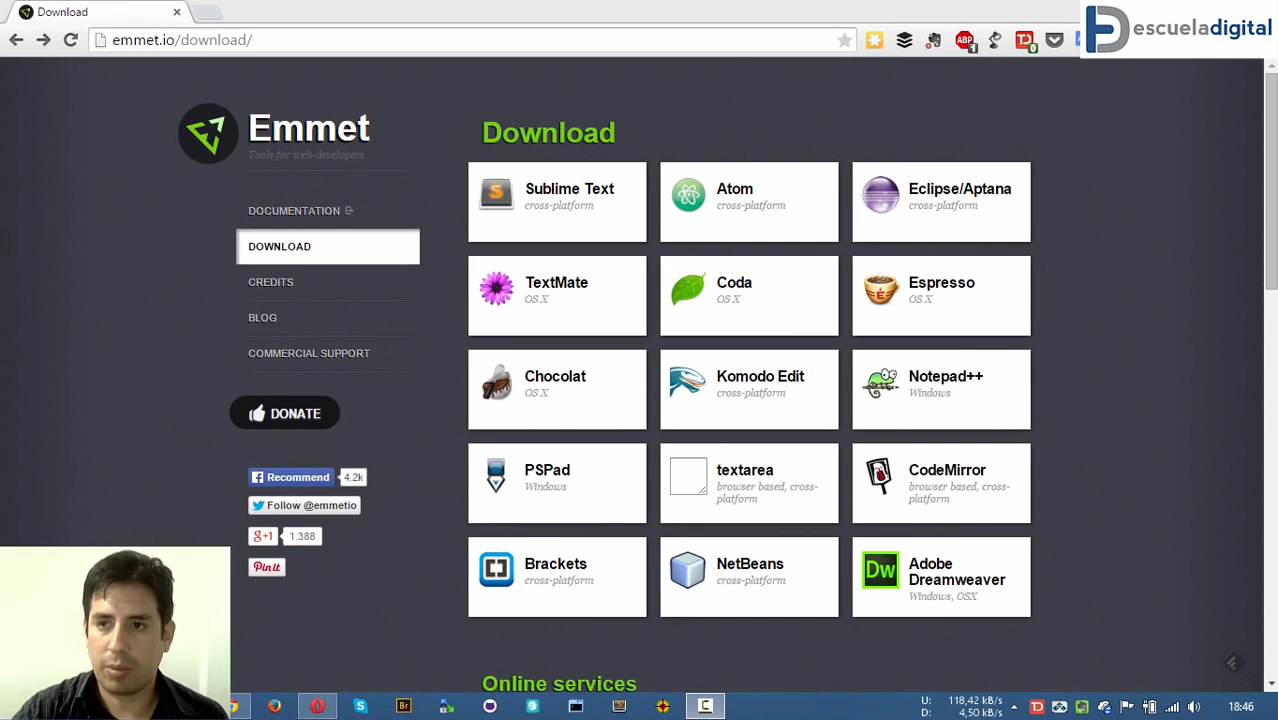 Download
emmet.io/download/
escueladigital
Emmet
Tools for web-developers
DOCUMENTATION
DOWNLOAD
CREDITS
BLOG
COMMERCIAL SUPPORT
DONATE
Recommend 4.2k
Follow @emmetio
g+1 1.388
Pin it
Download
Sublime Text
cross-platform
Atom
cross-platform
Eclipse/Aptana
cross-platform
TextMate
OS X
Coda
OS X
Espresso
OS X
Chocolat
OS X
Komodo Edit
cross-platform
Notepad++
Windows
PSPad
Windows
textarea
browser based, cross-
platform
CodeMirror
browser based, cross-
platform
Brackets
cross-platform
NetBeans
cross-platform
Dw
Adobe
Dreamweaver
Windows, OSX
Online services
U: 118,42 kB/s
D: 4,50 kB/s
18:46